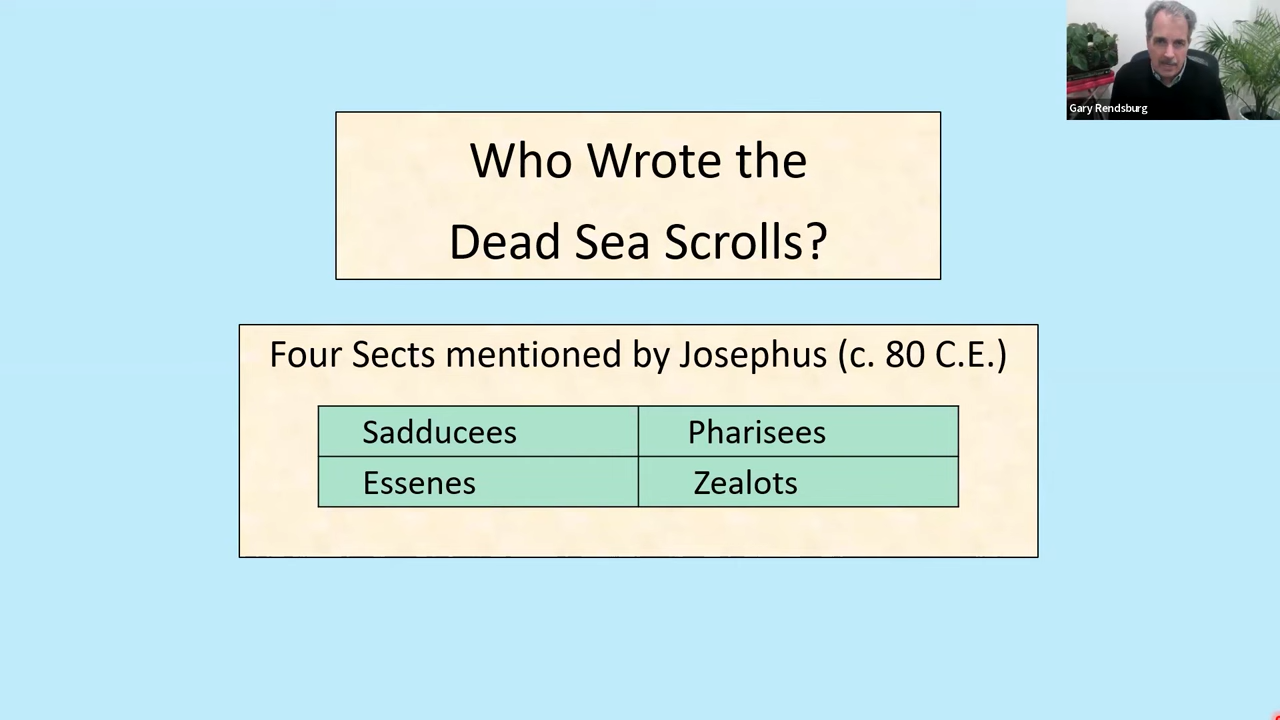 Gary Rendsburg
Who Wrote the
Dead Sea Scrolls?
Four Sects mentioned by Josephus (c. 80 C.E.)
Sadducees Pharisees
Essenes Zealots